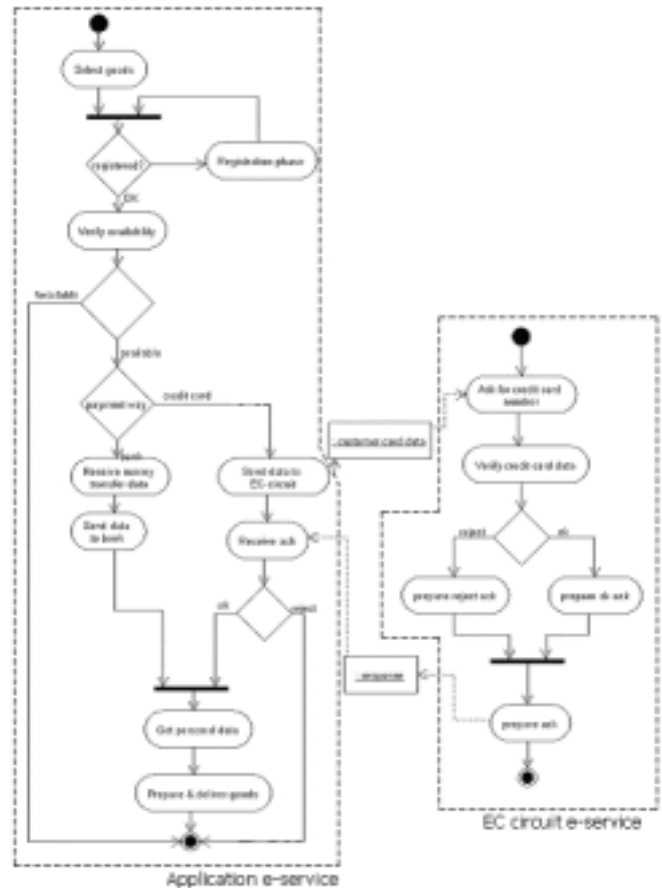 Select goods
registered?
Registration phase
OK
Verify availability
available
payment way
credit card
bank
Receive money
transfer data
Send data
to bank
Send data to
EC circuit
: customer card data
Receive ack
ok
reject
Get personal data
Prepare & deliver goods
Application e-service
Ask for credit card
number
Verify credit card data
reject
ok
prepare reject ack
prepare ok ack
: response
prepare ack
EC circuit e-service